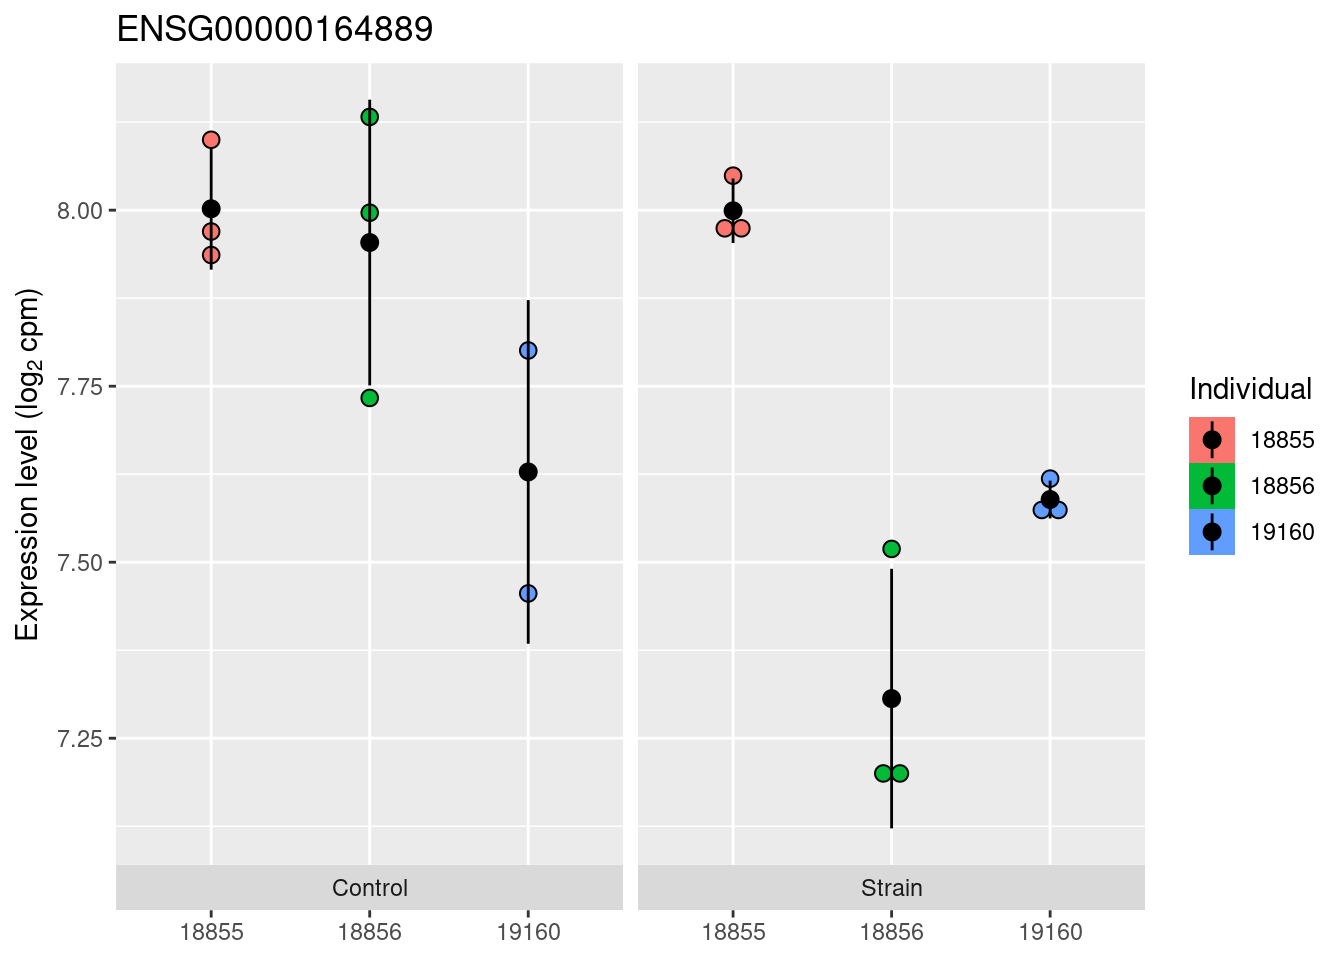 ENSG00000164889
Expression level (log₂ cpm)
8.00
7.75
7.50
7.25
Control
Strain
18855
18856
19160
18855
18856
19160
Individual
18855
18856
19160